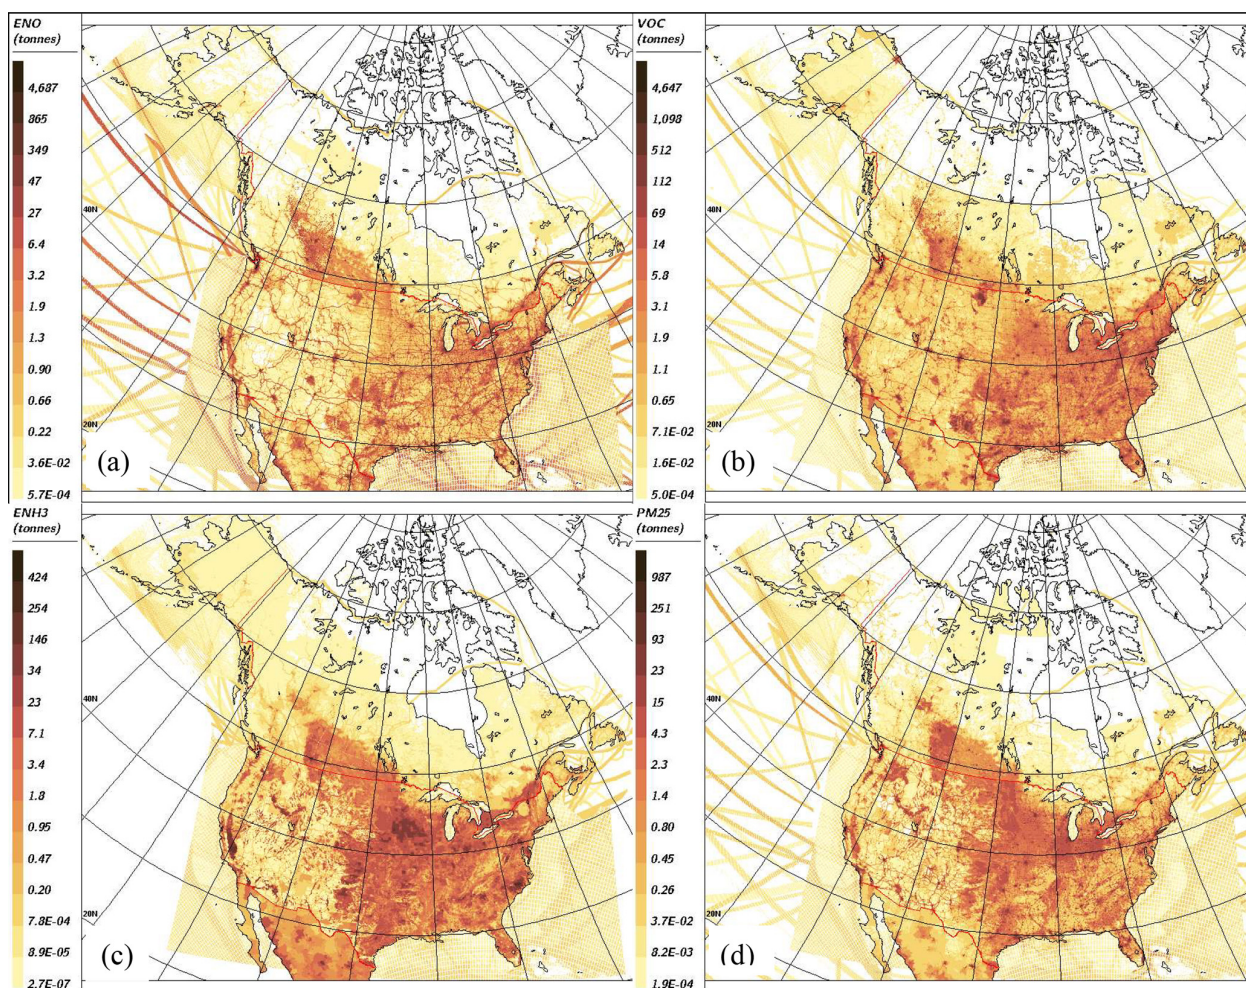 ENO
(tonnes)
4,687
865
349
47
27
6.4
3.2
1.9
1.3
0.90
0.66
0.22
3.6E-02
5.7E-04
40N
20N
(a)
VOC
(tonnes)
4,647
1,098
512
112
69
14
5.8
3.1
1.9
1.1
0.65
7.1E-02
1.6E-02
5.0E-04
40N
20N
(b)
ENH3
(tonnes)
424
254
146
34
23
7.1
3.4
1.8
0.95
0.47
0.20
7.8E-04
8.9E-05
2.7E-07
40N
20N
(c)
PM25
(tonnes)
987
251
93
23
15
4.3
2.3
1.4
0.80
0.45
0.26
3.7E-02
8.2E-03
1.9E-04
40N
20N
(d)